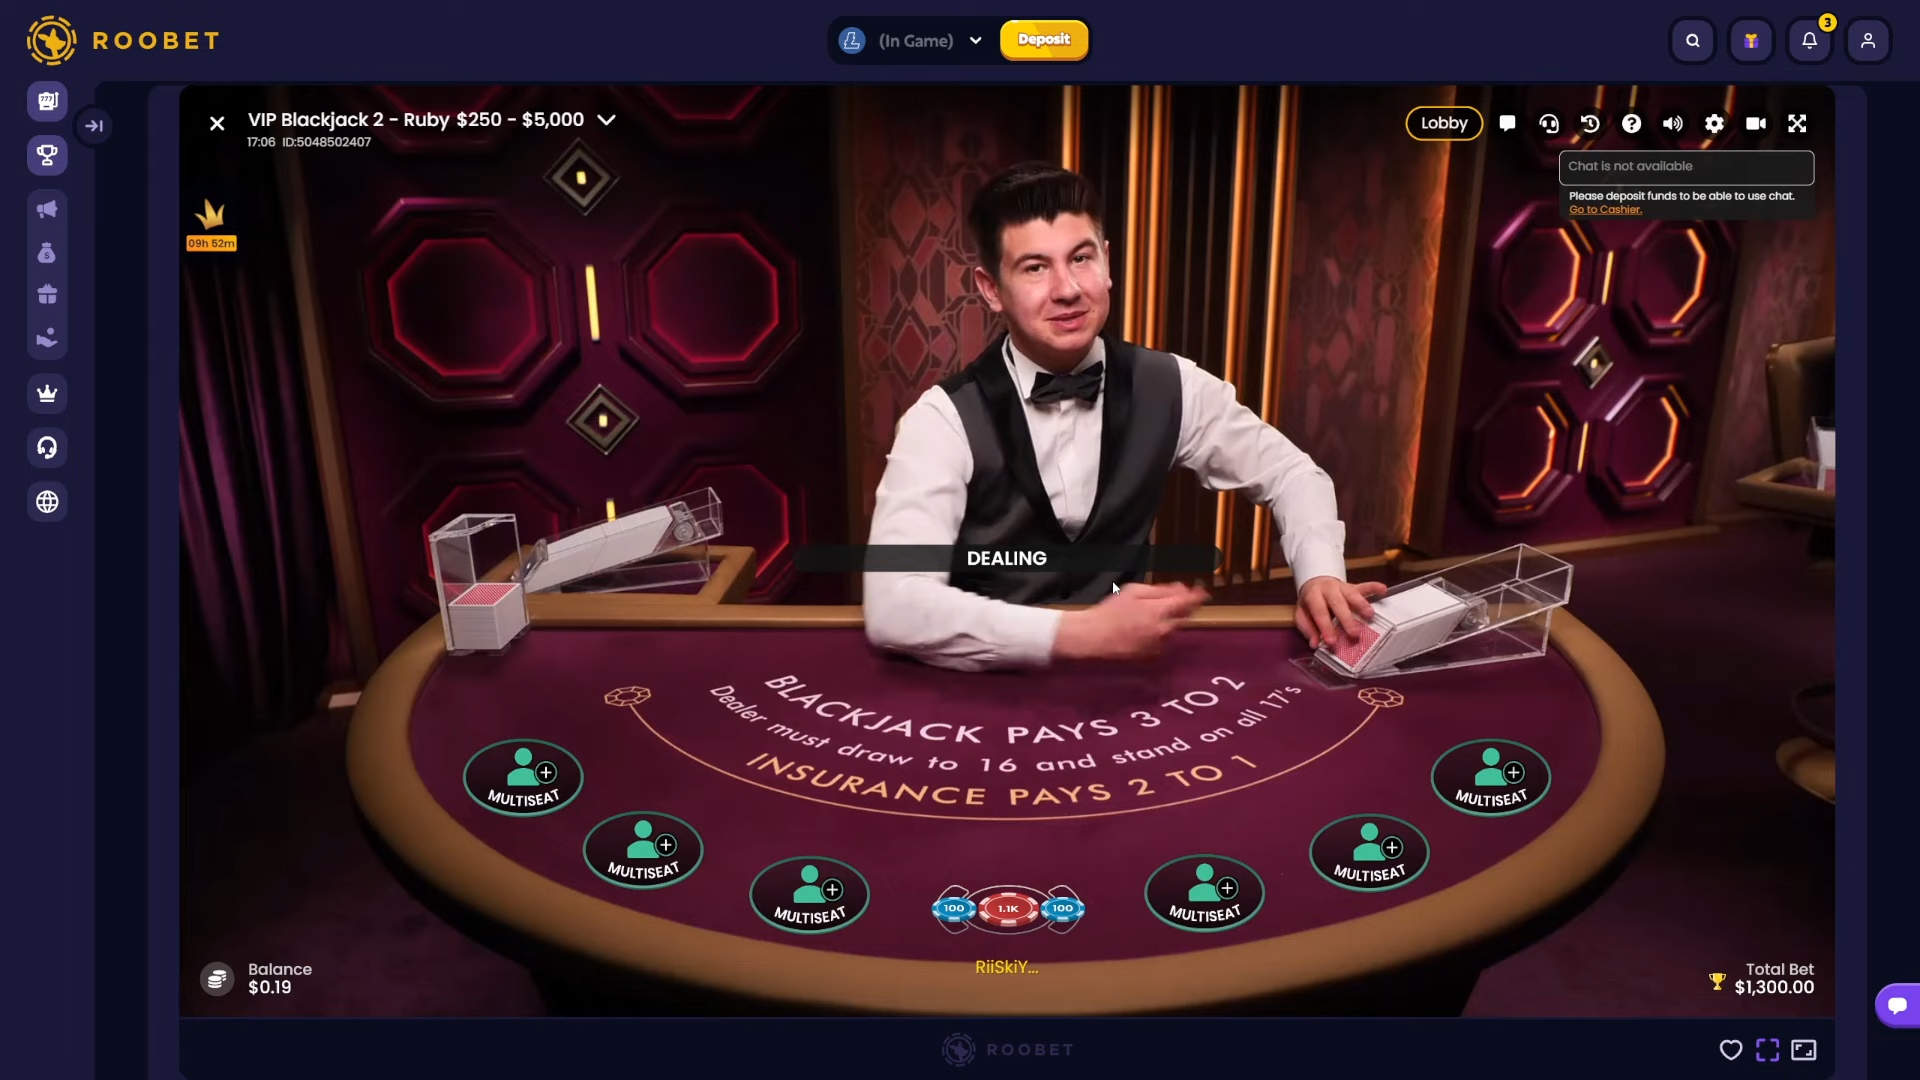 ROOBET
(In Game)
Deposit
3
VIP Blackjack 2 - Ruby $250 - $5,000
17:06 ID:5048502407
Lobby
Chat is not available
Please deposit funds to be able to use chat.
Go to Cashier.
09h 52m
DEALING
BLACKJACK PAYS 3 TO 2
Dealer must draw to 16 and stand on all 17's
INSURANCE PAYS 2 TO 1
MULTISEAT
MULTISEAT
MULTISEAT
100
1.1K
100
MULTISEAT
MULTISEAT
MULTISEAT
RiiSkiY...
Balance
$0.19
Total Bet
$1,300.00
ROOBET